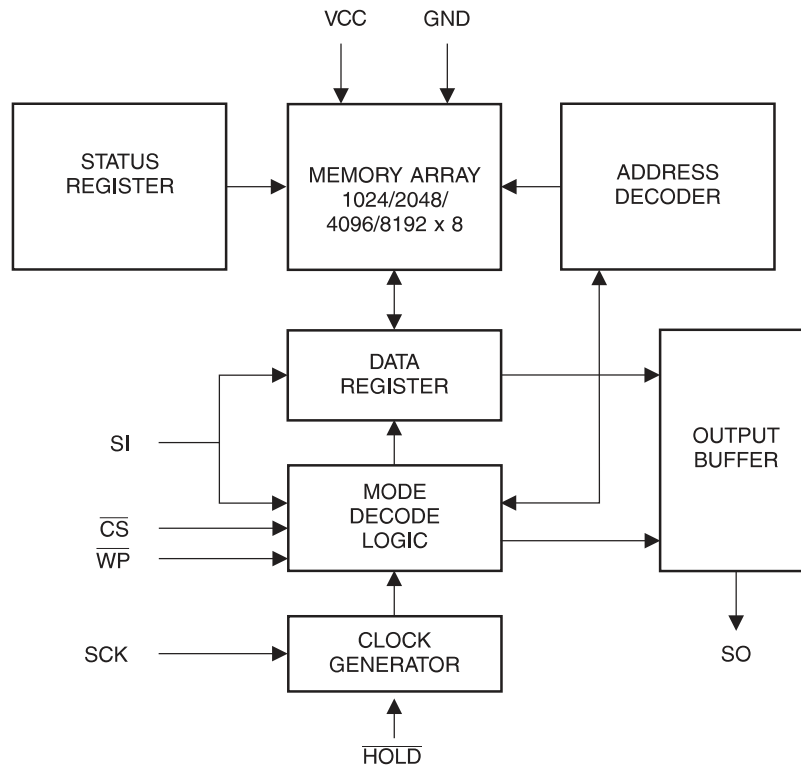 VCC GND
STATUS
REGISTER
MEMORY ARRAY
1024/2048/
4096/8192 x 8
ADDRESS
DECODER
DATA
REGISTER
SI
OUTPUT
BUFFER
MODE
DECODE
LOGIC
CS
WP
SCK
CLOCK
GENERATOR
SO
HOLD